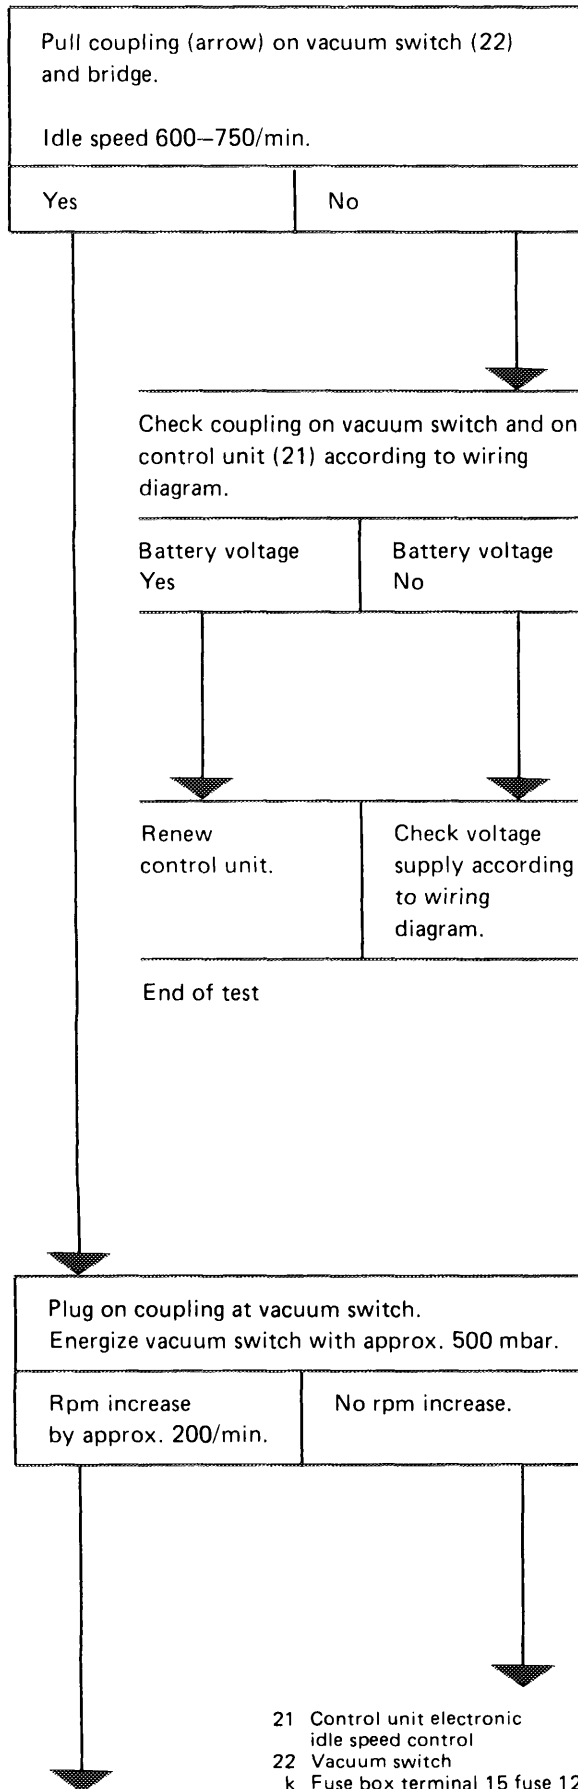 Pull coupling (arrow) on vacuum switch (22)
and bridge.
Idle speed 600—750/min.
Yes
No
Check coupling on vacuum switch and on
control unit (21) according to wiring
diagram.
Battery voltage
Yes
Battery voltage
No
Renew
control unit.
Check voltage
supply according
to wiring
diagram.
End of test
Plug on coupling at vacuum switch.
Energize vacuum switch with approx. 500 mbar.
Rpm increase
by approx. 200/min.
No rpm increase.
21 Control unit electronic
idle speed control
22 Vacuum switch
k Fuse box terminal 15 fuse 12